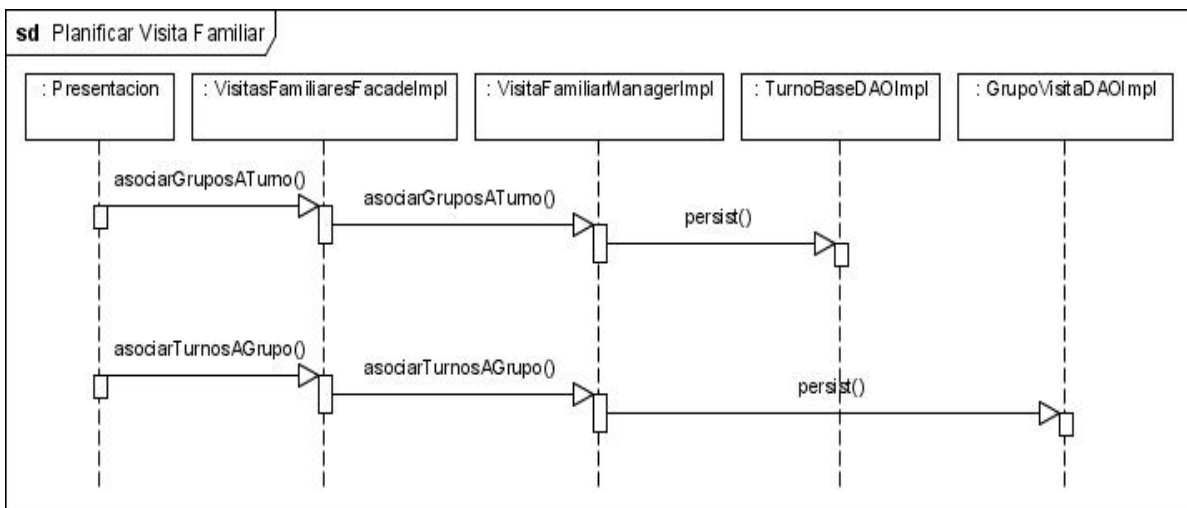 sd Planificar Visita Familiar
: Presentacion
: VisitasFamiliaresFacadeImpl
: VisitaFamiliarManagerImpl
: TurnoBaseDAOImpl
: GrupoVisitaDAOImpl
asociarGruposATurno()
asociarGruposATurno()
persist()
asociarTurnosAGrupo()
asociarTurnosAGrupo()
persist()